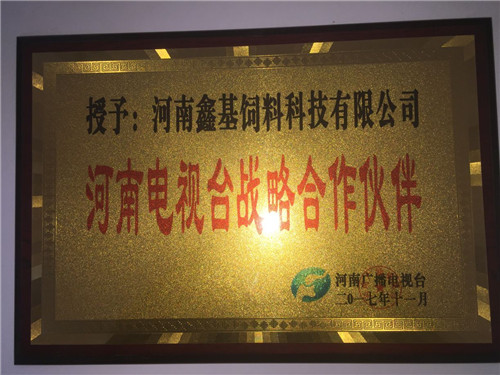 授予：河南鑫基饲料科技有限公司
河南电视台战略合作伙伴
河南广播电视台
二〇一七年十一月